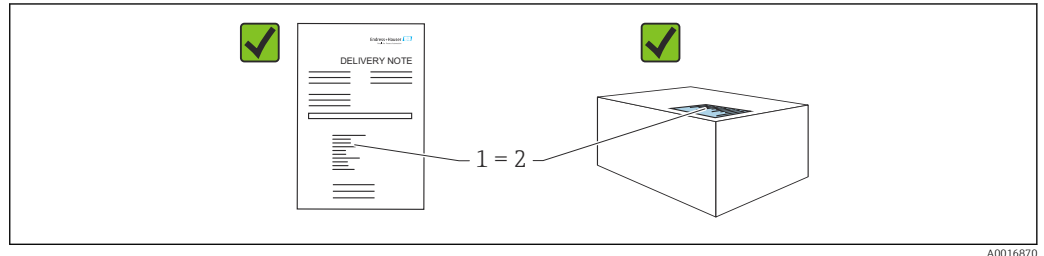 Endress+Hauser
DELIVERY NOTE
1 = 2
A0016870